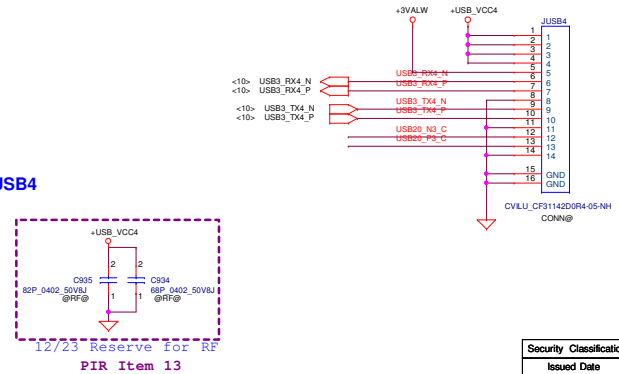 +3VALW
+USB_VCC4
JUSB4
1 1
2 2
3 3
4 4
5 5
<10> USB3_RX4_N USB3_RX4_N 6 6
<10> USB3_RX4_P USB3_RX4_P 7 7
8 8
<10> USB3_TX4_N USB3_TX4_N 9 9
<10> USB3_TX4_P USB3_TX4_P 10 10
11 11
USB20_N3_C 12 12
USB20_P3_C 13 13
14 14
15 GND
16 GND
CVILU_CF31142D0R4-05-NH
CONN@
USB4
+USB_VCC4
2 2
C935 C934
82P_0402_50V8J 68P_0402_50V8J
@RF@ 1 1 @RF@
12/23 Reserve for RF
PIR Item 13
Security Classificatio
Issued Date